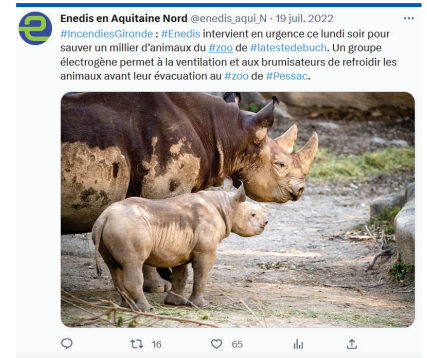 Enedis en Aquitaine Nord @enedis_aqui_N · 19 juil. 2022
#IncendiesGironde : #Enedis intervient en urgence ce lundi soir pour
sauver un millier d'animaux du #zoo de #latestedebuch. Un groupe
électrogène permet à la ventilation et aux brumisateurs de refroidir les
animaux avant leur évacuation au #zoo de #Pessac.
16 65